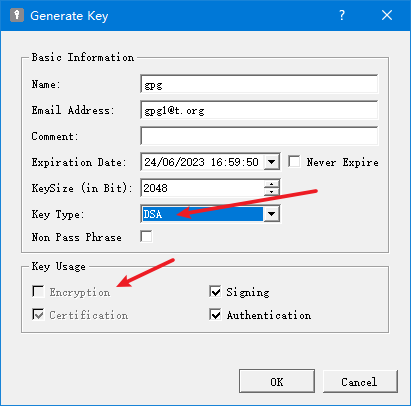 Generate Key
Basic Information
Name: gpg
Email Address: gpg1@t.org
Comment:
Expiration Date: 24/06/2023 16:59:50 Never Expire
KeySize (in Bit): 2048
Key Type: DSA
Non Pass Phrase
Key Usage
Encryption Signing
Certification Authentication
OK Cancel